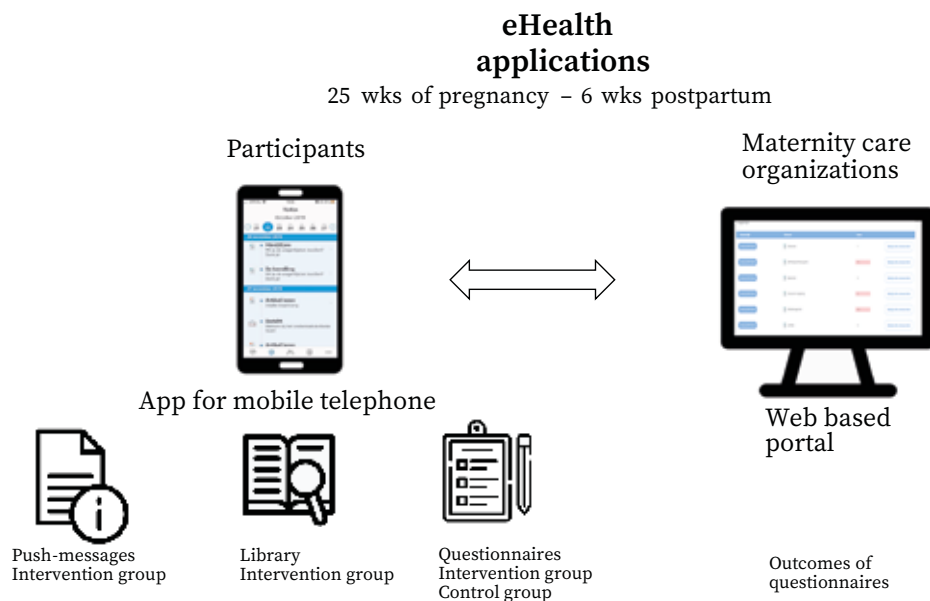 eHealth
applications
25 wks of pregnancy – 6 wks postpartum
Participants
Maternity care
organizations
App for mobile telephone
Web based
portal
Push-messages
Intervention group
Library
Intervention group
Questionnaires
Intervention group
Control group
Outcomes of
questionnaires